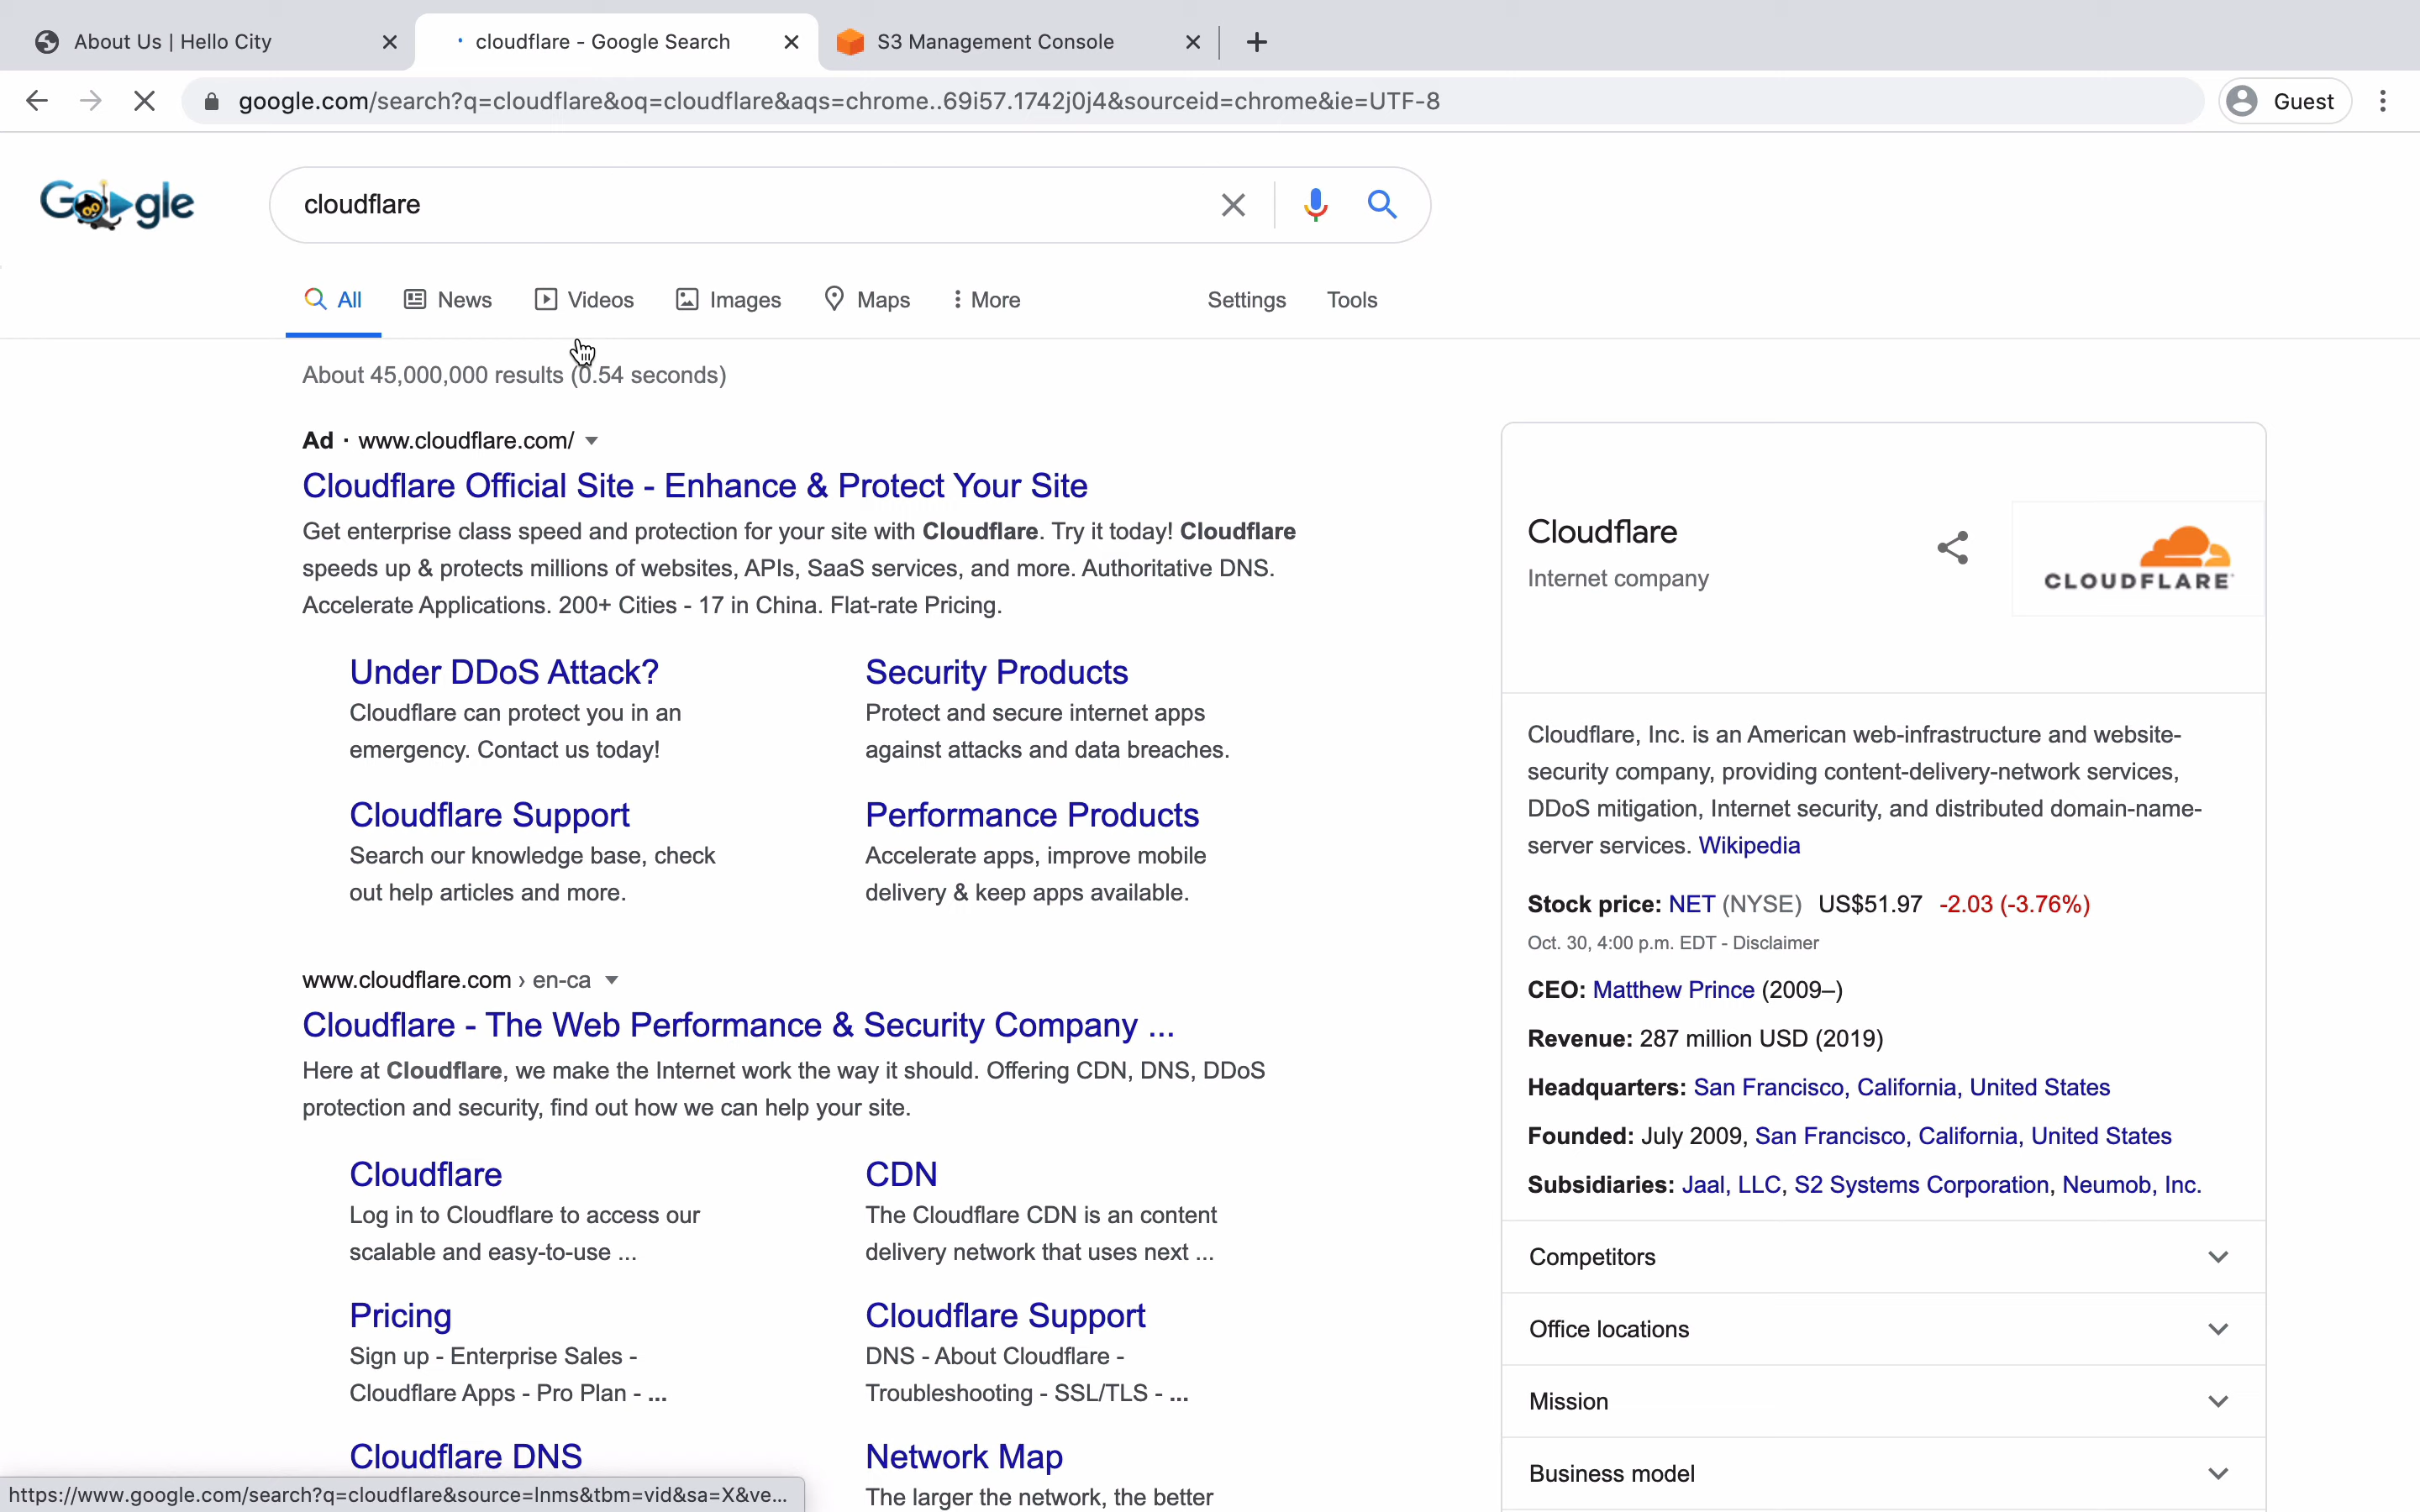 About Us | Hello City
cloudflare - Google Search
S3 Management Console
google.com/search?q=cloudflare&oq=cloudflare&aqs=chrome..69i57.1742j0j4&sourceid=chrome&ie=UTF-8
Guest
Google
cloudflare
All
News
Videos
Images
Maps
More
Settings
Tools
About 45,000,000 results (0.54 seconds)
Ad · www.cloudflare.com/
Cloudflare Official Site - Enhance & Protect Your Site
Get enterprise class speed and protection for your site with Cloudflare. Try it today! Cloudflare
speeds up & protects millions of websites, APIs, SaaS services, and more. Authoritative DNS.
Accelerate Applications. 200+ Cities - 17 in China. Flat-rate Pricing.
Under DDoS Attack?
Cloudflare can protect you in an
emergency. Contact us today!
Security Products
Protect and secure internet apps
against attacks and data breaches.
Cloudflare Support
Search our knowledge base, check
out help articles and more.
Performance Products
Accelerate apps, improve mobile
delivery & keep apps available.
www.cloudflare.com › en-ca
Cloudflare - The Web Performance & Security Company ...
Here at Cloudflare, we make the Internet work the way it should. Offering CDN, DNS, DDoS
protection and security, find out how we can help your site.
Cloudflare
Log in to Cloudflare to access our
scalable and easy-to-use ...
CDN
The Cloudflare CDN is an content
delivery network that uses next ...
Pricing
Sign up - Enterprise Sales -
Cloudflare Apps - Pro Plan - ...
Cloudflare Support
DNS - About Cloudflare -
Troubleshooting - SSL/TLS - ...
Cloudflare DNS
Network Map
The larger the network, the better
Cloudflare
Internet company
CLOUDFLARE
Cloudflare, Inc. is an American web-infrastructure and website-
security company, providing content-delivery-network services,
DDoS mitigation, Internet security, and distributed domain-name-
server services. Wikipedia
Stock price: NET (NYSE) US$51.97 -2.03 (-3.76%)
Oct. 30, 4:00 p.m. EDT - Disclaimer
CEO: Matthew Prince (2009–)
Revenue: 287 million USD (2019)
Headquarters: San Francisco, California, United States
Founded: July 2009, San Francisco, California, United States
Subsidiaries: Jaal, LLC, S2 Systems Corporation, Neumob, Inc.
Competitors
Office locations
Mission
Business model
https://www.google.com/search?q=cloudflare&source=lnms&tbm=vid&sa=X&ve...